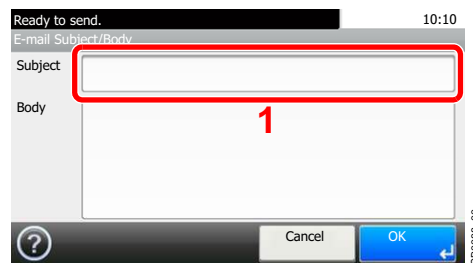 Ready to send. 10:10
E-mail Subject/Body
Subject
Body
1
? Cancel OK